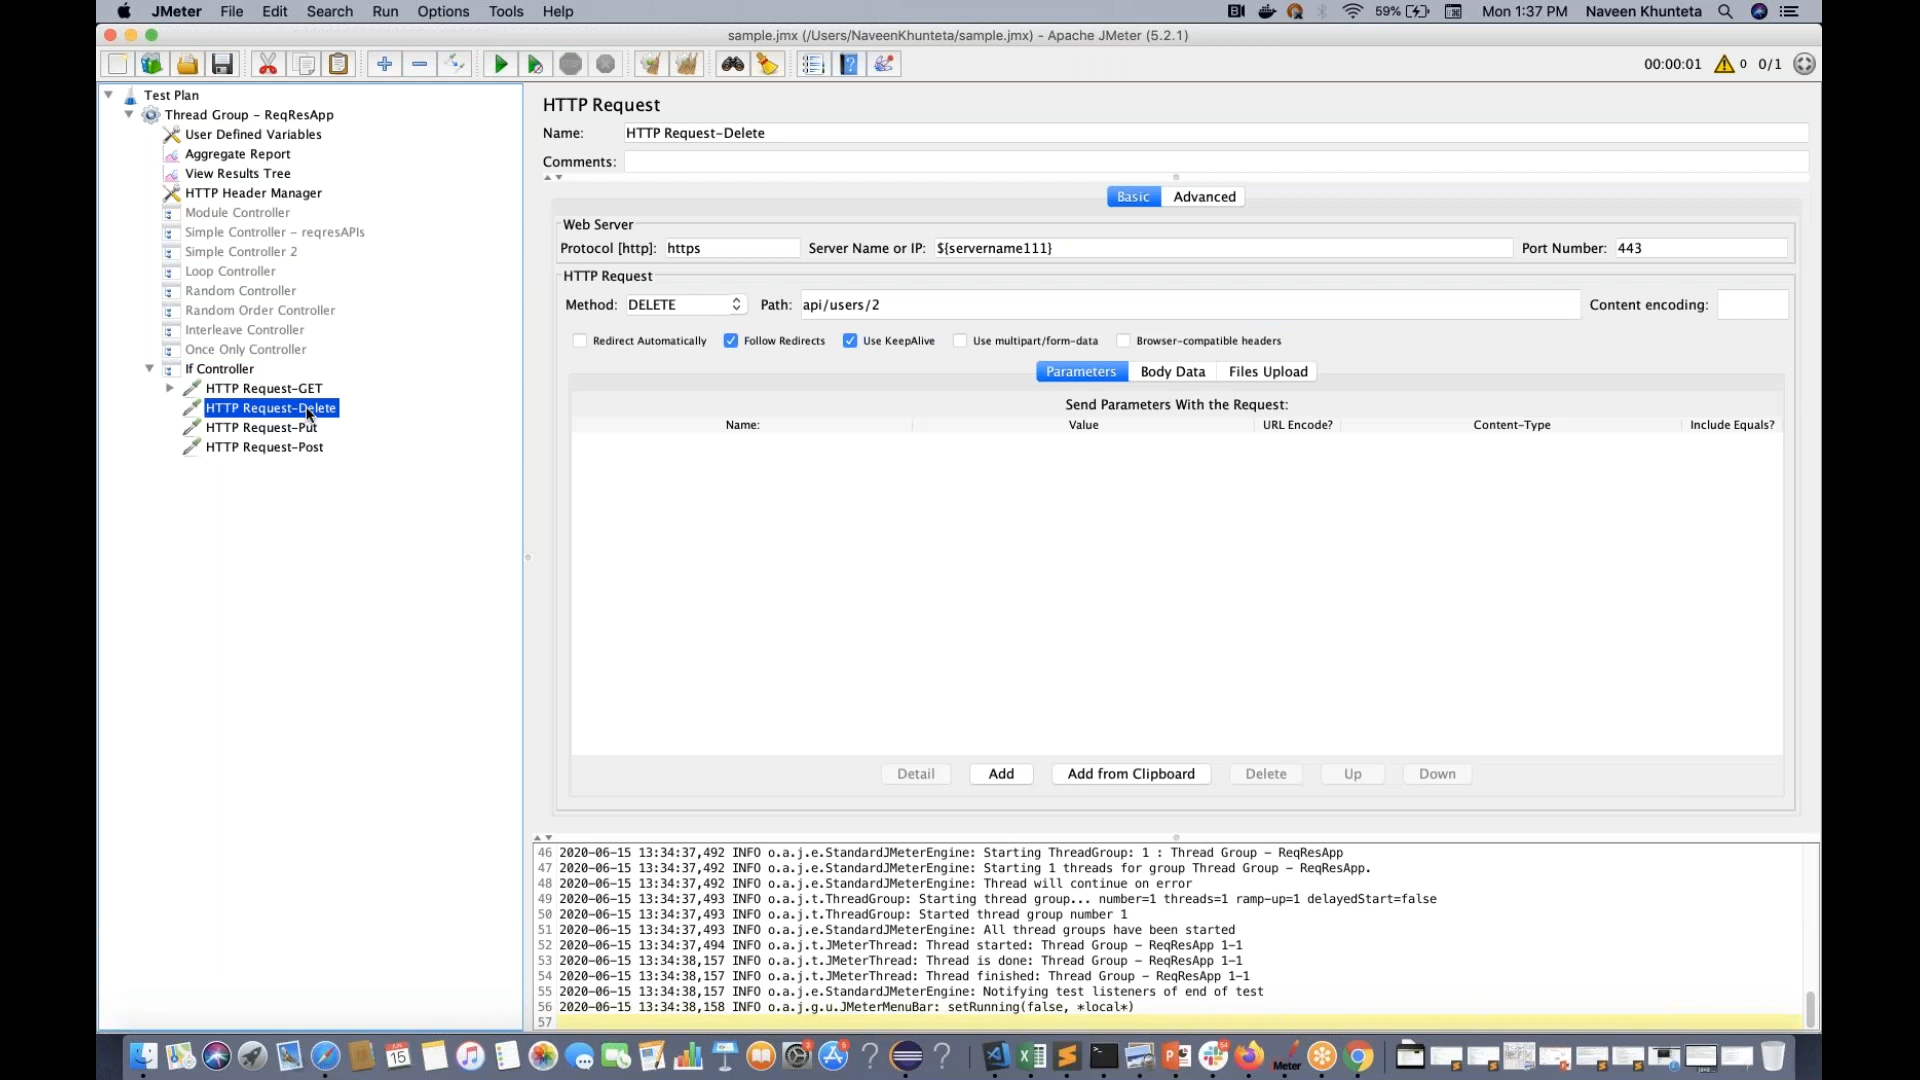 JMeter File Edit Search Run Options Tools Help 59% Mon 1:37 PM Naveen Khunteta
sample.jmx (/Users/NaveenKhunteta/sample.jmx) - Apache JMeter (5.2.1)
00:00:01 0 0/1
Test Plan
Thread Group - ReqResApp
User Defined Variables
Aggregate Report
View Results Tree
HTTP Header Manager
Module Controller
Simple Controller - reqresAPIs
Simple Controller 2
Loop Controller
Random Controller
Random Order Controller
Interleave Controller
Once Only Controller
If Controller
HTTP Request-GET
HTTP Request-Delete
HTTP Request-Put
HTTP Request-Post
HTTP Request
Name: HTTP Request-Delete
Comments:
Basic Advanced
Web Server
Protocol [http]: https Server Name or IP: ${servername111} Port Number: 443
HTTP Request
Method: DELETE Path: api/users/2 Content encoding:
Redirect Automatically Follow Redirects Use KeepAlive Use multipart/form-data Browser-compatible headers
Parameters Body Data Files Upload
Send Parameters With the Request:
Name: Value URL Encode? Content-Type Include Equals?
Detail Add Add from Clipboard Delete Up Down
46 2020-06-15 13:34:37,492 INFO o.a.j.e.StandardJMeterEngine: Starting ThreadGroup: 1 : Thread Group - ReqResApp
47 2020-06-15 13:34:37,492 INFO o.a.j.e.StandardJMeterEngine: Starting 1 threads for group Thread Group - ReqResApp.
48 2020-06-15 13:34:37,492 INFO o.a.j.e.StandardJMeterEngine: Thread will continue on error
49 2020-06-15 13:34:37,493 INFO o.a.j.t.ThreadGroup: Starting thread group... number=1 threads=1 ramp-up=1 delayedStart=false
50 2020-06-15 13:34:37,493 INFO o.a.j.t.ThreadGroup: Started thread group number 1
51 2020-06-15 13:34:37,493 INFO o.a.j.e.StandardJMeterEngine: All thread groups have been started
52 2020-06-15 13:34:37,494 INFO o.a.j.t.JMeterThread: Thread started: Thread Group - ReqResApp 1-1
53 2020-06-15 13:34:38,157 INFO o.a.j.t.JMeterThread: Thread is done: Thread Group - ReqResApp 1-1
54 2020-06-15 13:34:38,157 INFO o.a.j.t.JMeterThread: Thread finished: Thread Group - ReqResApp 1-1
55 2020-06-15 13:34:38,157 INFO o.a.j.e.StandardJMeterEngine: Notifying test listeners of end of test
56 2020-06-15 13:34:38,158 INFO o.a.j.g.u.JMeterMenuBar: setRunning(false, *local*)
57
15
Meter